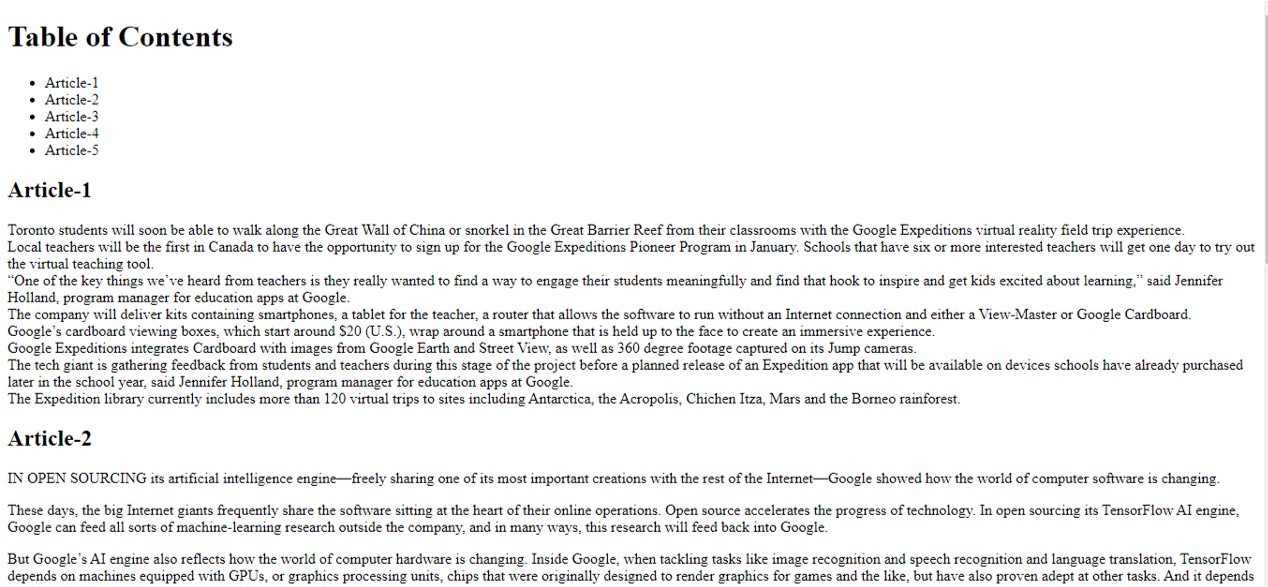 Table of Contents
Article-1
Article-2
Article-3
Article-4
Article-5
Article-1
Toronto students will soon be able to walk along the Great Wall of China or snorkel in the Great Barrier Reef from their classrooms with the Google Expeditions virtual reality field trip experience.
Local teachers will be the first in Canada to have the opportunity to sign up for the Google Expeditions Pioneer Program in January. Schools that have six or more interested teachers will get one day to try out
the virtual teaching tool.
“One of the key things we’ve heard from teachers is they really wanted to find a way to engage their students meaningfully and find that hook to inspire and get kids excited about learning,” said Jennifer
Holland, program manager for education apps at Google.
The company will deliver kits containing smartphones, a tablet for the teacher, a router that allows the software to run without an Internet connection and either a View-Master or Google Cardboard.
Google’s cardboard viewing boxes, which start around $20 (U.S.), wrap around a smartphone that is held up to the face to create an immersive experience.
Google Expeditions integrates Cardboard with images from Google Earth and Street View, as well as 360 degree footage captured on its Jump cameras.
The tech giant is gathering feedback from students and teachers during this stage of the project before a planned release of an Expedition app that will be available on devices schools have already purchased
later in the school year, said Jennifer Holland, program manager for education apps at Google.
The Expedition library currently includes more than 120 virtual trips to sites including Antarctica, the Acropolis, Chichen Itza, Mars and the Borneo rainforest.
Article-2
IN OPEN SOURCING its artificial intelligence engine—freely sharing one of its most important creations with the rest of the Internet—Google showed how the world of computer software is changing.
These days, the big Internet giants frequently share the software sitting at the heart of their online operations. Open source accelerates the progress of technology. In open sourcing its TensorFlow AI engine,
Google can feed all sorts of machine-learning research outside the company, and in many ways, this research will feed back into Google.
But Google’s AI engine also reflects how the world of computer hardware is changing. Inside Google, when tackling tasks like image recognition and speech recognition and language translation, TensorFlow
depends on machines equipped with GPUs, or graphics processing units, chips that were originally designed to render graphics for games and the like, but have also proven adept at other tasks. And it depends